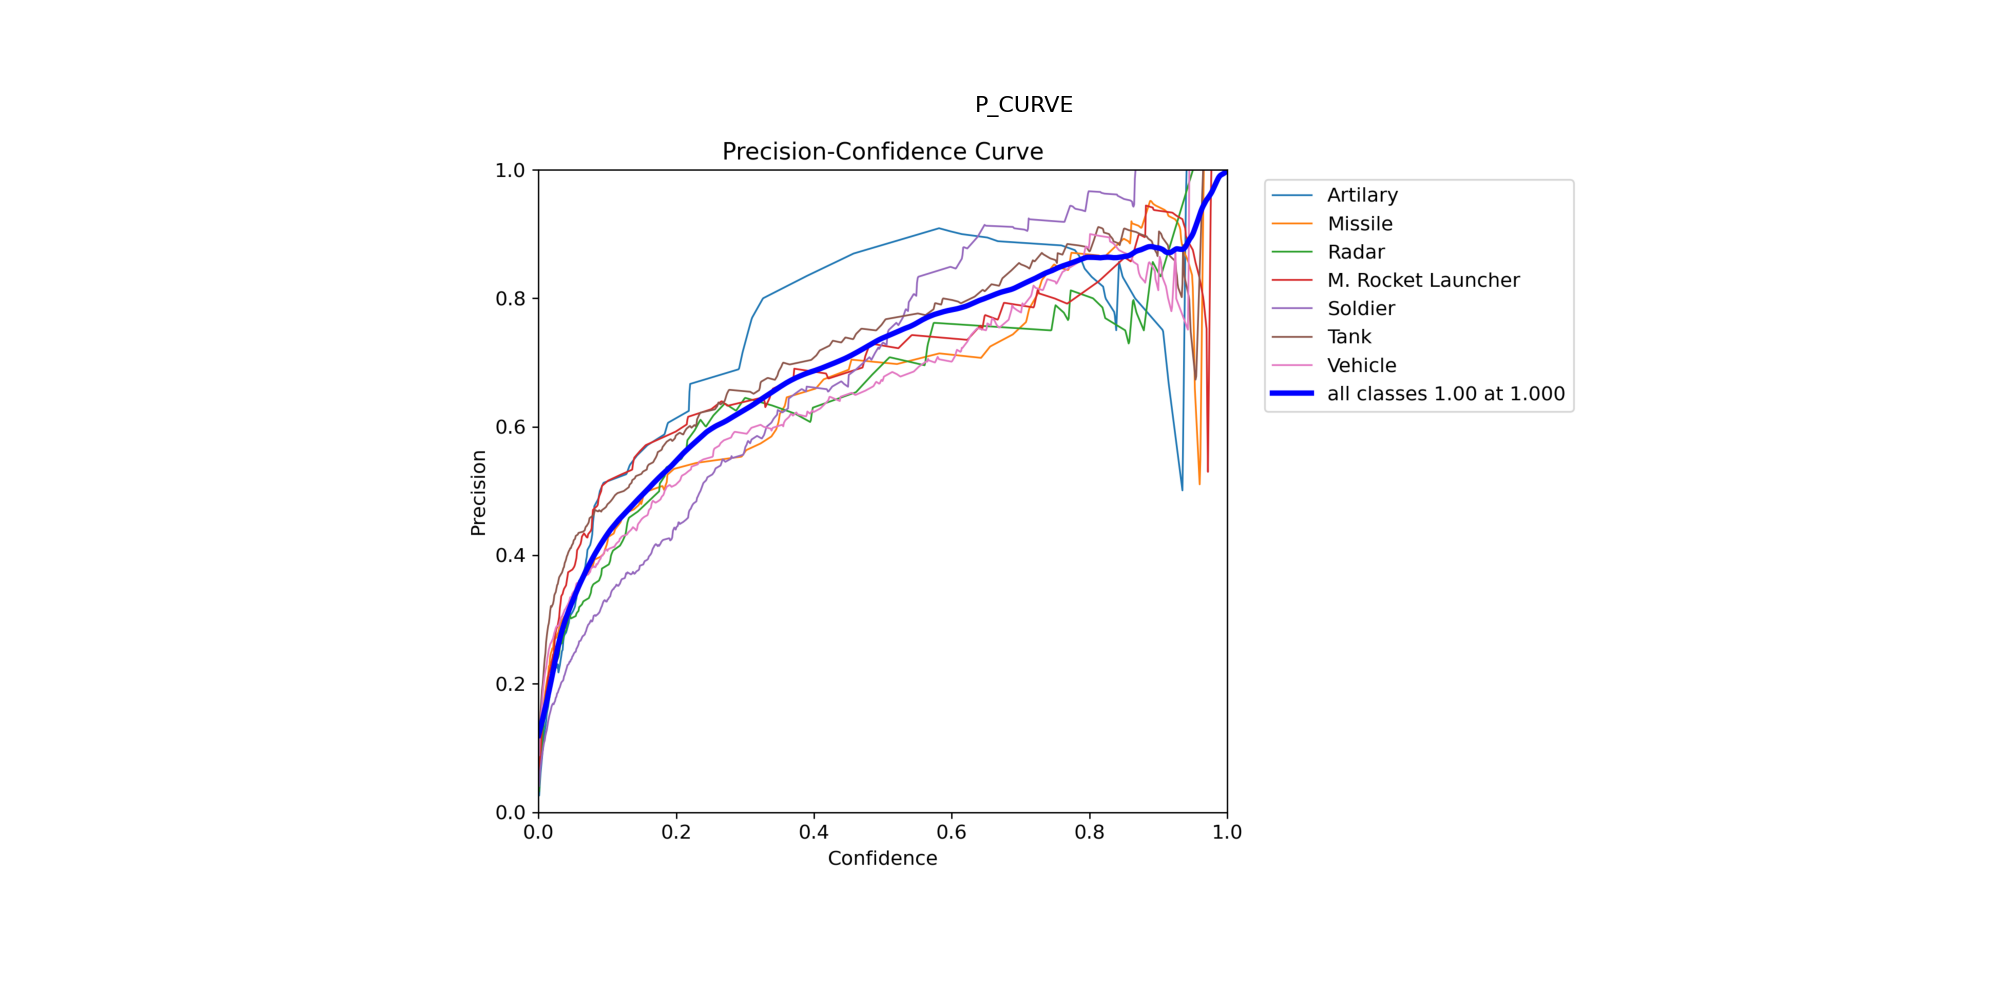 P_CURVE
Precision-Confidence Curve
1.0
0.8
0.6
0.4
0.2
0.0
Precision
0.0 0.2 0.4 0.6 0.8 1.0
Confidence
Artilary
Missile
Radar
M. Rocket Launcher
Soldier
Tank
Vehicle
all classes 1.00 at 1.000